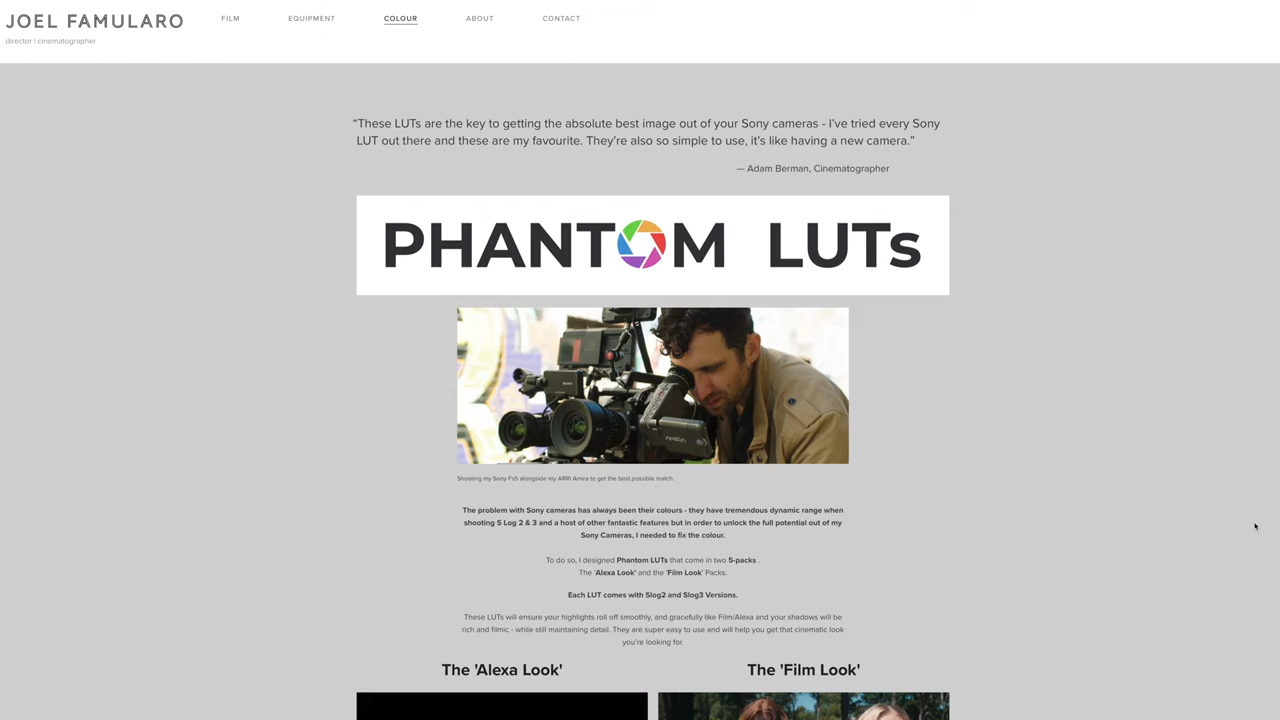 JOEL FAMULARO
FILM
EQUIPMENT
COLOUR
ABOUT
CONTACT
director | cinematographer
“These LUTs are the key to getting the absolute best image out of your Sony cameras - I’ve tried every Sony
LUT out there and these are my favourite. They’re also so simple to use, it’s like having a new camera.”
— Adam Berman, Cinematographer
PHANTOM LUTs
SONY
AMIRA
Shooting my Sony Fs5 alongside my ARRI Amira to get the best possible match.
The problem with Sony cameras has always been their colours - they have tremendous dynamic range when
shooting S Log 2 & 3 and a host of other fantastic features but in order to unlock the full potential out of my
Sony Cameras, I needed to fix the colour.
To do so, I designed Phantom LUTs that come in two 5-packs .
The 'Alexa Look' and the 'Film Look' Packs.
Each LUT comes with Slog2 and Slog3 Versions.
These LUTs will ensure your highlights roll off smoothly, and gracefully like Film/Alexa and your shadows will be
rich and filmic - while still maintaining detail. They are super easy to use and will help you get that cinematic look
you're looking for.
The 'Alexa Look'
The 'Film Look'